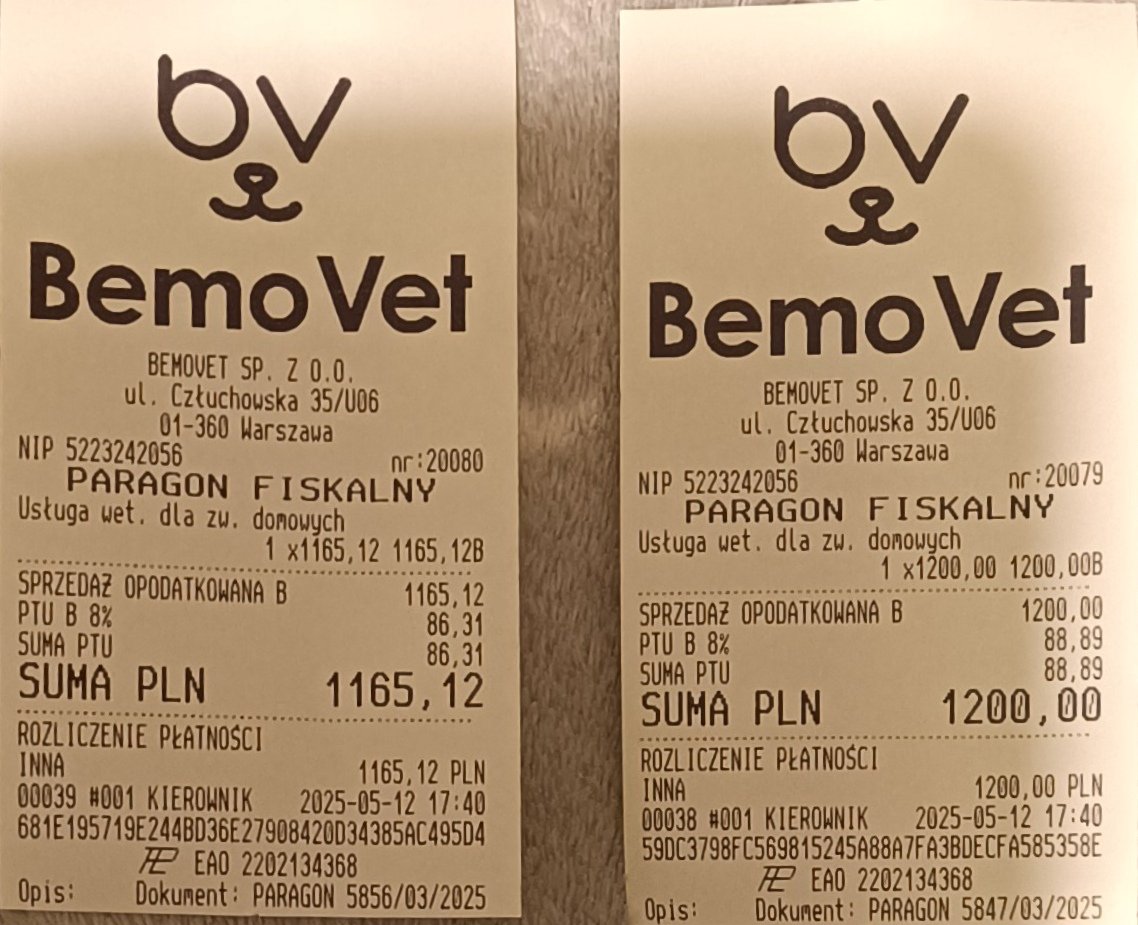 bv
BemoVet
BEMOVET SP. Z O.O.
ul. Człuchowska 35/U06
01-360 Warszawa
NIP 5223242056 nr:20080
PARAGON FISKALNY
Usługa wet. dla zw. domowych
1 x1165,12 1165,12B
SPRZEDAŻ OPODATKOWANA B 1165,12
PTU B 8% 86,31
SUMA PTU 86,31
SUMA PLN 1165,12
ROZLICZENIE PŁATNOŚCI
INNA 1165,12 PLN
00039 #001 KIEROWNIK 2025-05-12 17:40
681E195719E244BD36E27908420D34385AC495D4
EAO 2202134368
Opis: Dokument: PARAGON 5856/03/2025
bv
BemoVet
BEMOVET SP. Z O.O.
ul. Człuchowska 35/U06
01-360 Warszawa
NIP 5223242056 nr:20079
PARAGON FISKALNY
Usługa wet. dla zw. domowych
1 x1200,00 1200,00B
SPRZEDAŻ OPODATKOWANA B 1200,00
PTU B 8% 88,89
SUMA PTU 88,89
SUMA PLN 1200,00
ROZLICZENIE PŁATNOŚCI
INNA 1200,00 PLN
00038 #001 KIEROWNIK 2025-05-12 17:40
59DC3798FC569815245A88A7FA3BDECFA585358E
EAO 2202134368
Opis: Dokument: PARAGON 5847/03/2025